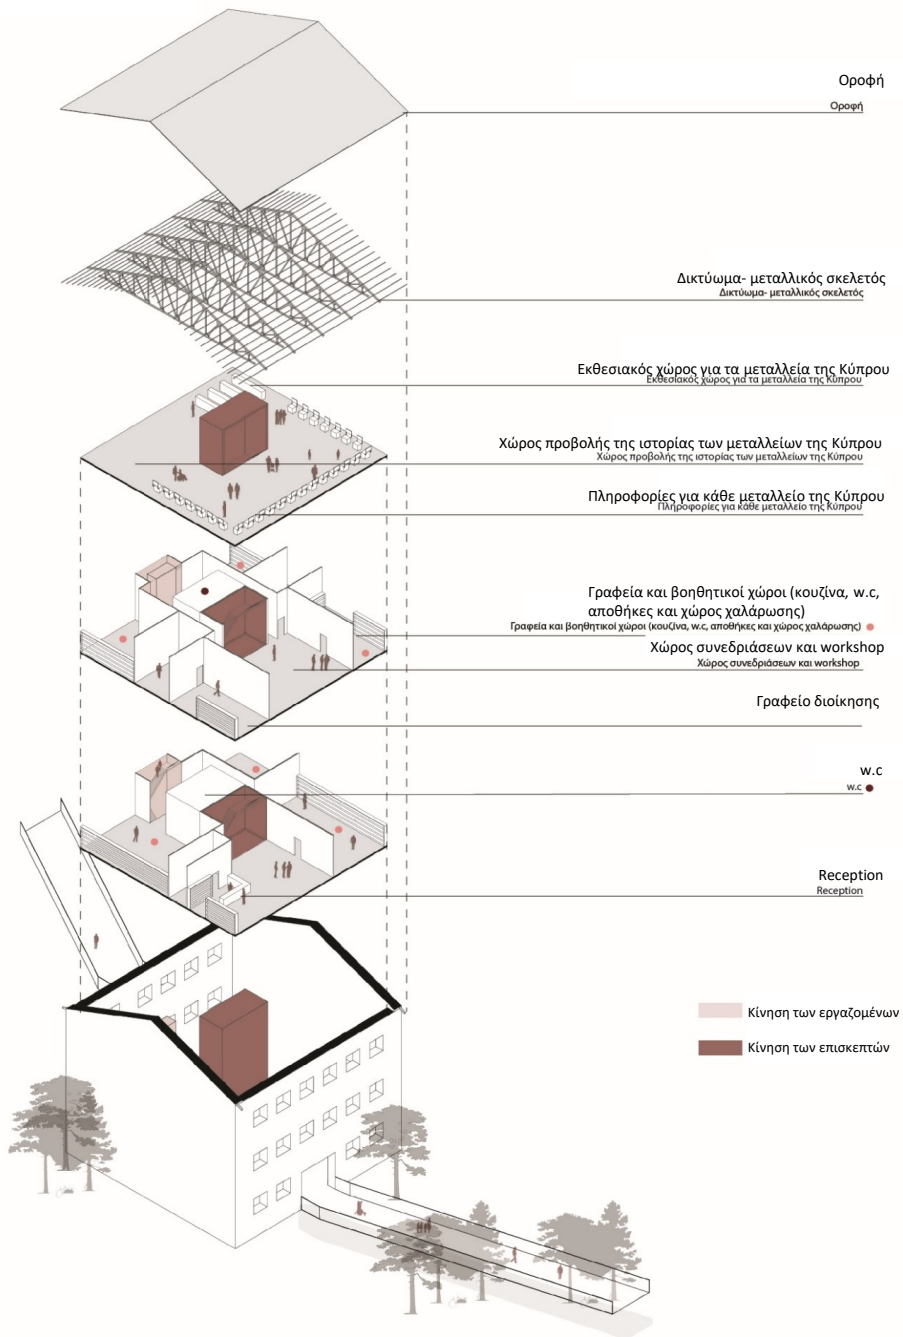 Οροφή
Οροφή
Δικτύωμα- μεταλλικός σκελετός
Δικτύωμα- μεταλλικός σκελετός
Εκθεσιακός χώρος για τα μεταλλεία της Κύπρου
Εκθεσιακός χώρος για τα μεταλλεία της Κύπρου
Χώρος προβολής της ιστορίας των μεταλλείων της Κύπρου
Χώρος προβολής της ιστορίας των μεταλλείων της Κύπρου
Πληροφορίες για κάθε μεταλλείο της Κύπρου
Πληροφορίες για κάθε μεταλλείο της Κύπρου
Γραφεία και βοηθητικοί χώροι (κουζίνα, w.c,
αποθήκες και χώρος χαλάρωσης)
Γραφεία και βοηθητικοί χώροι (κουζίνα, w.c, αποθήκες και χώρος χαλάρωσης)
Χώρος συνεδριάσεων και workshop
Χώρος συνεδριάσεων και workshop
Γραφείο διοίκησης
w.c
w.c
Reception
Reception
Κίνηση των εργαζομένων
Κίνηση των επισκεπτών